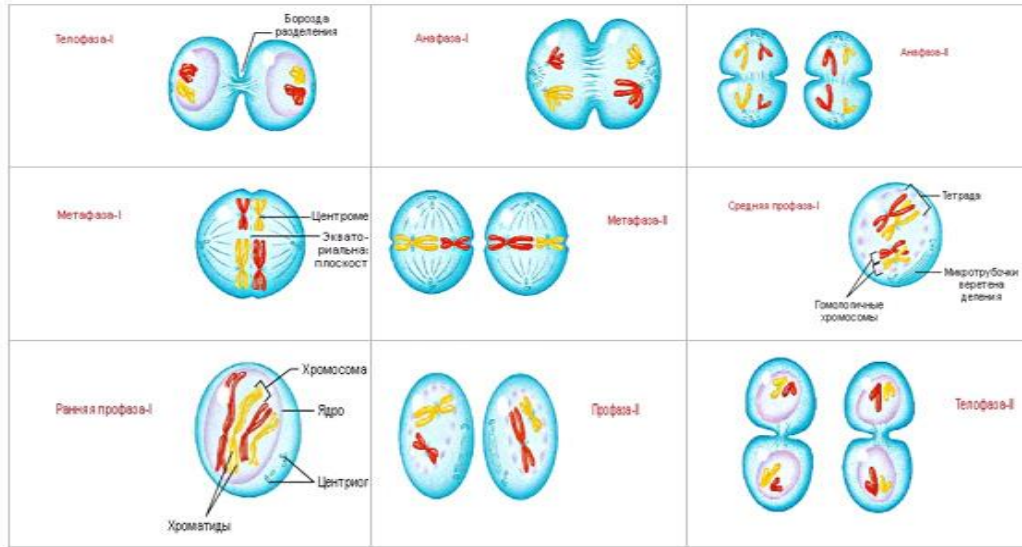 Телофаза-I
Борозда
разделения
Анафаза-I
Анафаза-II
Метафаза-I
Центроме
Эквато-
риальна:
плоскост
Метафаза-II
Средняя профаза-I
Тетрада
Микротрубочки
веретена
деления
Гомологичные
хромосомы
Ранняя профаза-I
Хромосома
Ядро
Центриог
Хроматиды
Профаза-II
Телофаза-II